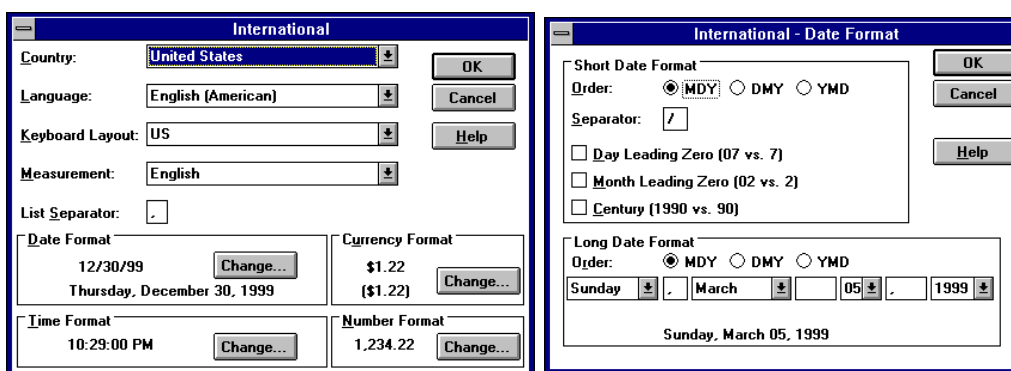 International
Country: United States
OK
Language: English (American)
Cancel
Keyboard Layout: US
Help
Measurement: English
List Separator: ,
Date Format
12/30/99
Change...
Thursday, December 30, 1999
Currency Format
$1.22
($1.22)
Change...
Time Format
10:29:00 PM
Change...
Number Format
1,234.22
Change...
International - Date Format
Short Date Format
OK
Order: MDY DMY YMD
Cancel
Separator: /
Day Leading Zero (07 vs. 7)
Help
Month Leading Zero (02 vs. 2)
Century (1990 vs. 90)
Long Date Format
Order: MDY DMY YMD
Sunday , March 05 , 1999
Sunday, March 05, 1999